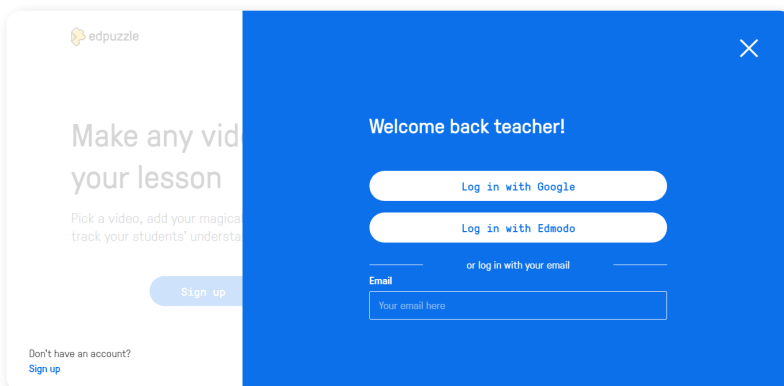 edpuzzle
Make any vid
your lesson
Pick a video, add your magical
track your students' understa
Sign up
Don't have an account?
Sign up
Welcome back teacher!
Log in with Google
Log in with Edmodo
or log in with your email
Email
Your email here